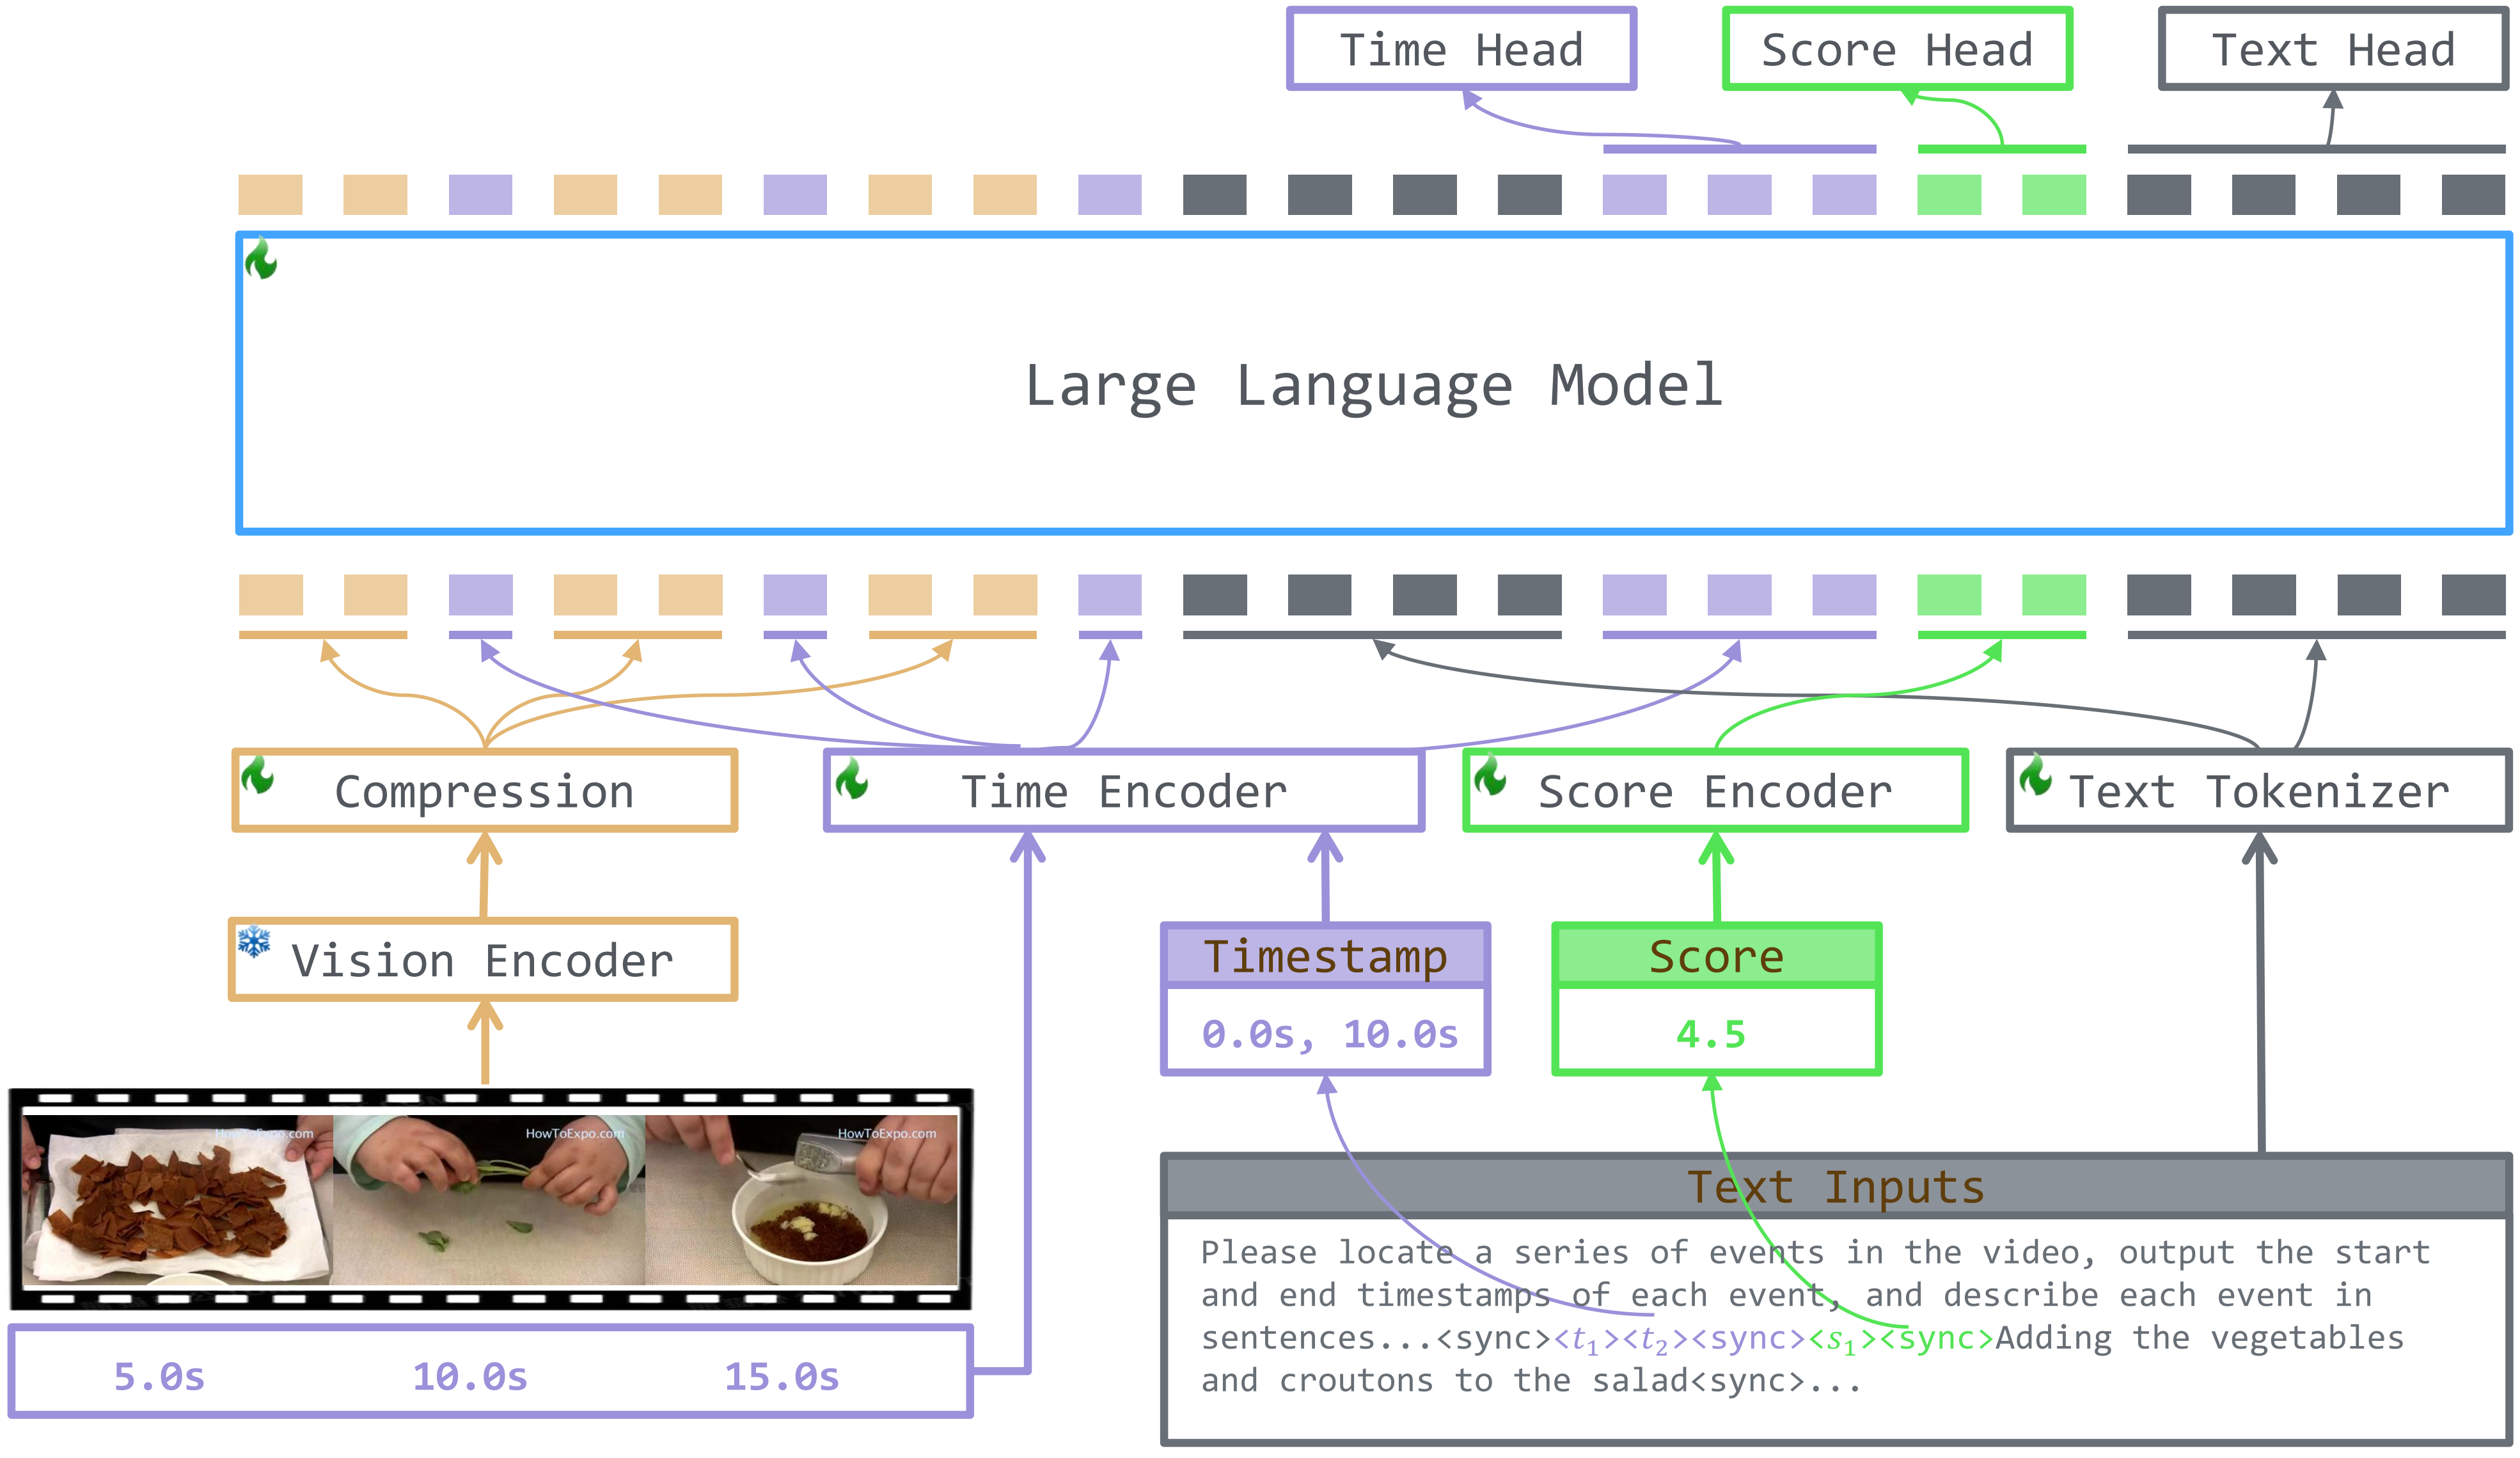 Time Head
Score Head
Text Head
Large Language Model
Compression
Time Encoder
Score Encoder
Text Tokenizer
Vision Encoder
Timestamp
0.0s, 10.0s
Score
4.5
HowToExpo.com
HowToExpo.com
HowToExpo.com
5.0s
10.0s
15.0s
Text Inputs
Please locate a series of events in the video, output the start
and end timestamps of each event, and describe each event in
sentences...<sync><t₁><t₂><sync><s₁><sync>Adding the vegetables
and croutons to the salad<sync>...